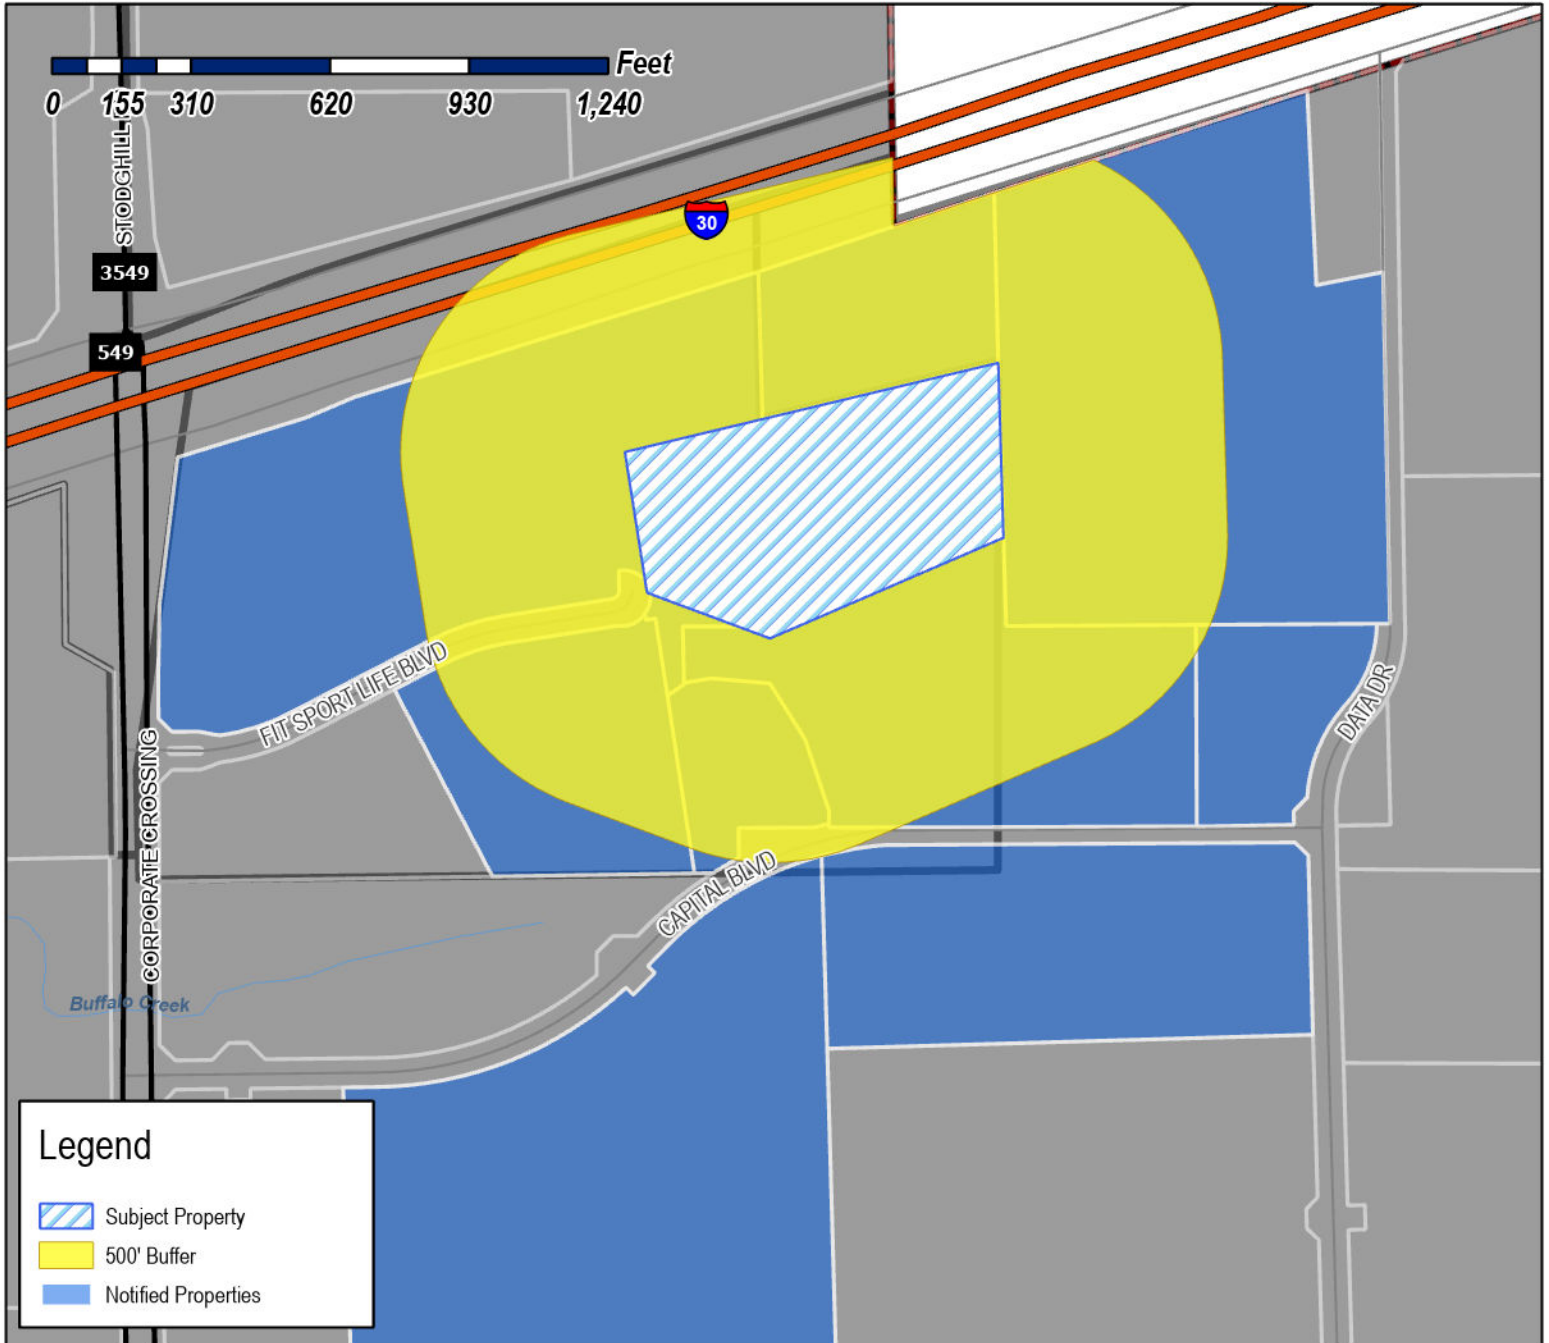 Feet
0 155 310 620 930 1,240
STODGHILL
30
3549
549
FIT SPORT LIFE BLVD
DATA DR
CORPORATE CROSSING
CAPITAL BLVD
Buffalo Creek
Legend
Subject Property
500' Buffer
Notified Properties